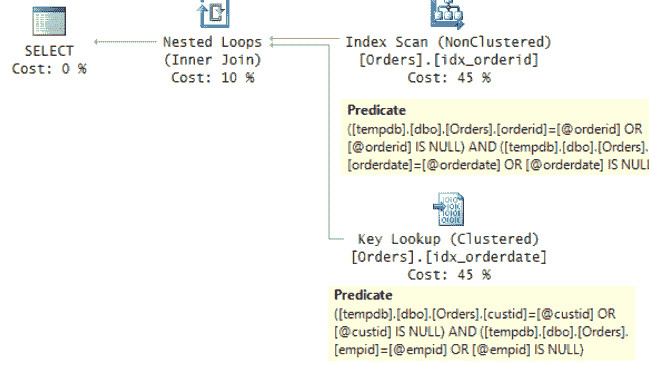 SELECT
Cost: 0 %
Nested Loops
(Inner Join)
Cost: 10 %
Index Scan (NonClustered)
[Orders].[idx_orderid]
Cost: 45 %
Predicate
([tempdb].[dbo].[Orders].[orderid]=[@orderid] OR
[@orderid] IS NULL) AND ([tempdb].[dbo].[Orders].
[orderdate]=[@orderdate] OR [@orderdate] IS NULL
Key Lookup (Clustered)
[Orders].[idx_orderdate]
Cost: 45 %
Predicate
([tempdb].[dbo].[Orders].[custid]=[@custid] OR
[@custid] IS NULL) AND ([tempdb].[dbo].[Orders].
[empid]=[@empid] OR [@empid] IS NULL)